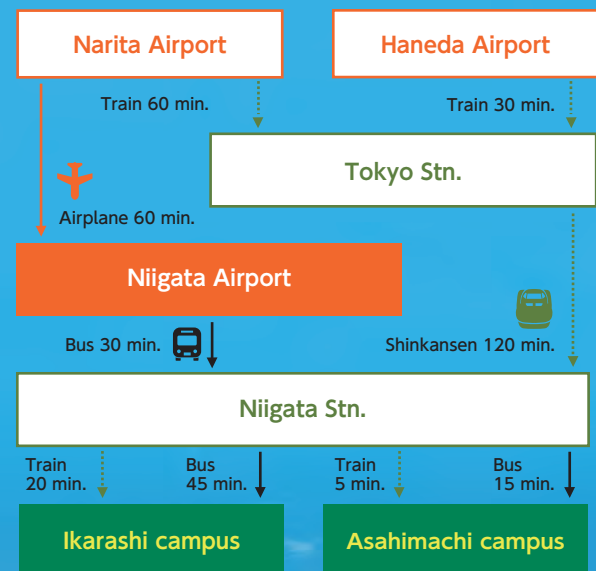 Narita Airport
Haneda Airport
Train 60 min.
Train 30 min.
Tokyo Stn.
Airplane 60 min.
Niigata Airport
Bus 30 min.
Shinkansen 120 min.
Niigata Stn.
Train
20 min.
Bus
45 min.
Train
5 min.
Bus
15 min.
Ikarashi campus
Asahimachi campus